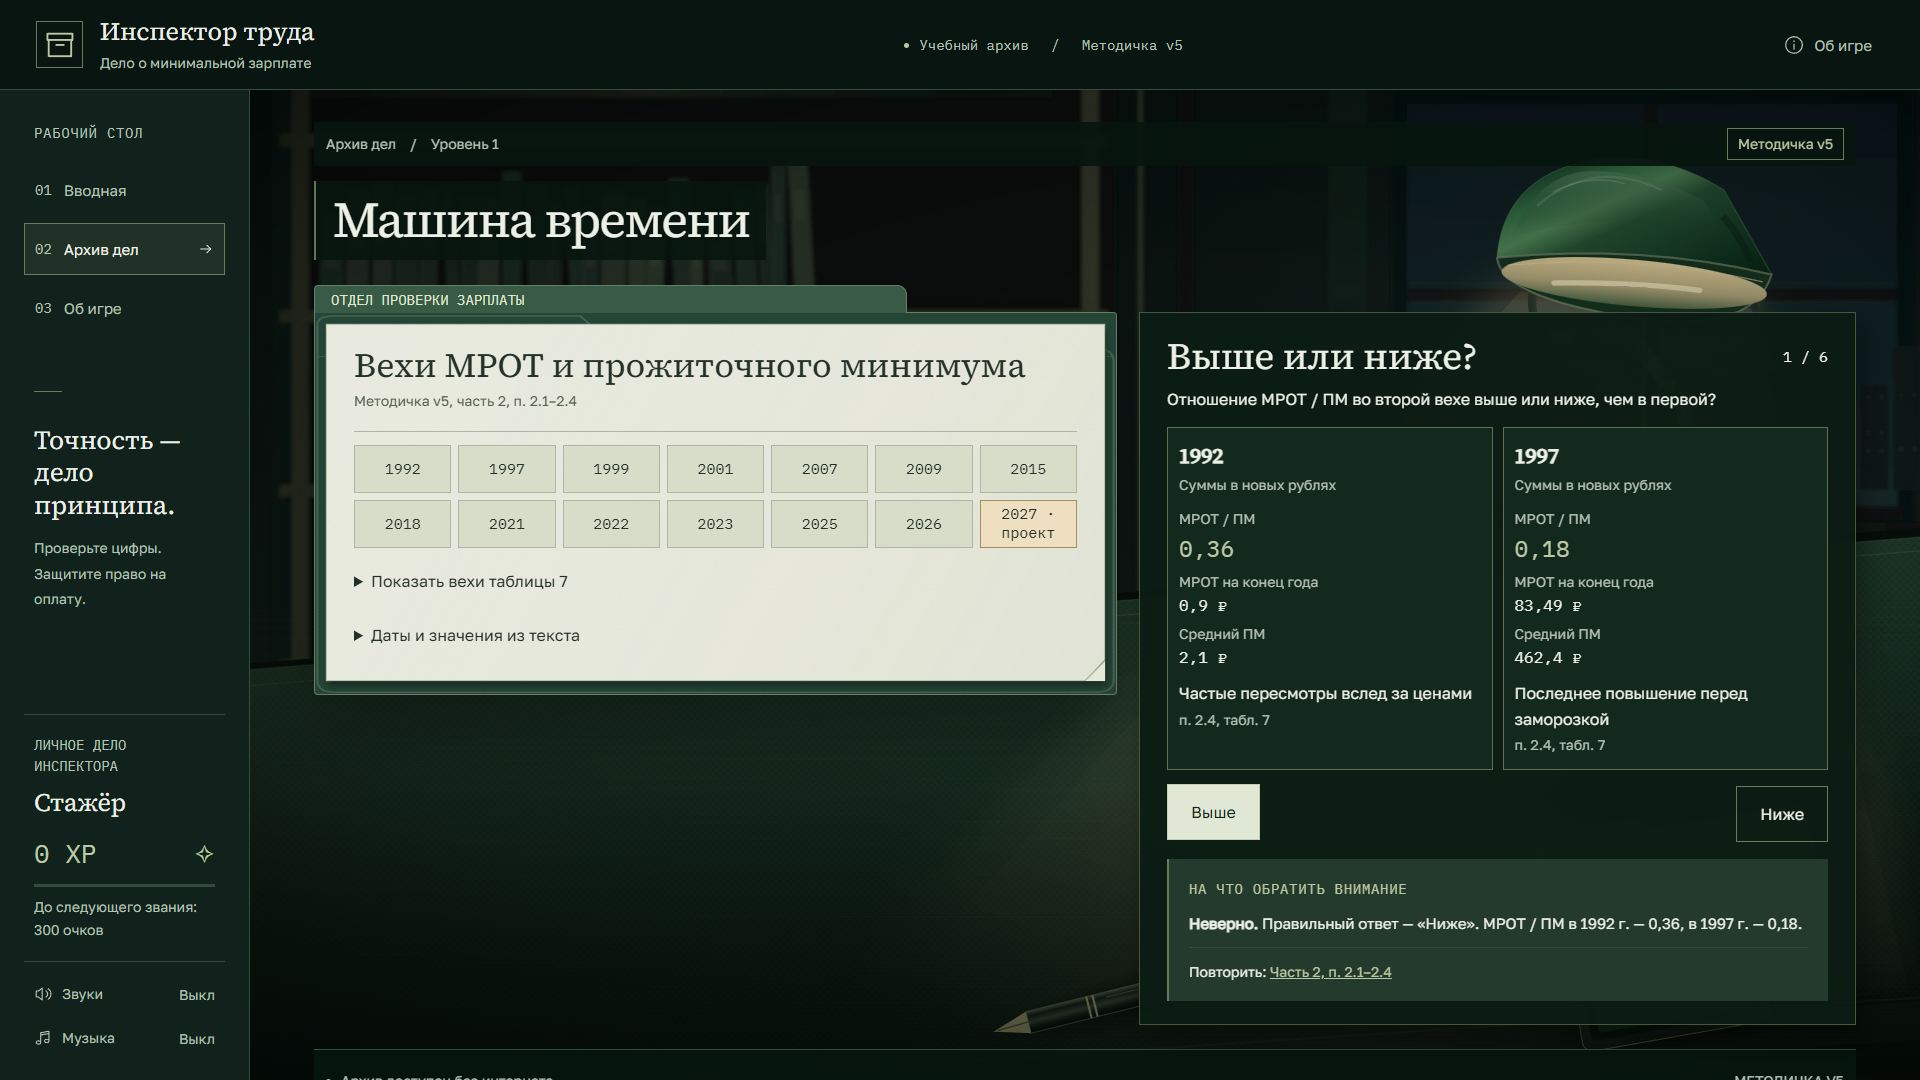 Инспектор труда
Дело о минимальной зарплате
Учебный архив / Методичка v5
Об игре
РАБОЧИЙ СТОЛ
01 Вводная
02 Архив дел →
03 Об игре
Точность —
дело
принципа.
Проверьте цифры.
Защитите право на
оплату.
ЛИЧНОЕ ДЕЛО
ИНСПЕКТОРА
Стажёр
0 XP
До следующего звания:
300 очков
Звуки Выкл
Музыка Выкл
Архив дел / Уровень 1
Методичка v5
Машина времени
ОТДЕЛ ПРОВЕРКИ ЗАРПЛАТЫ
Вехи МРОТ и прожиточного минимума
Методичка v5, часть 2, п. 2.1–2.4
1992 1997 1999 2001 2007 2009 2015
2018 2021 2022 2023 2025 2026 2027 ·
проект
Показать вехи таблицы 7
Даты и значения из текста
Выше или ниже?
1 / 6
Отношение МРОТ / ПМ во второй вехе выше или ниже, чем в первой?
1992
Суммы в новых рублях
МРОТ / ПМ
0,36
МРОТ на конец года
0,9 ₽
Средний ПМ
2,1 ₽
Частые пересмотры вслед за ценами
п. 2.4, табл. 7
1997
Суммы в новых рублях
МРОТ / ПМ
0,18
МРОТ на конец года
83,49 ₽
Средний ПМ
462,4 ₽
Последнее повышение перед
заморозкой
п. 2.4, табл. 7
Выше
Ниже
НА ЧТО ОБРАТИТЬ ВНИМАНИЕ
Неверно. Правильный ответ — «Ниже». МРОТ / ПМ в 1992 г. — 0,36, в 1997 г. — 0,18.
Повторить: Часть 2, п. 2.1–2.4
Архив доступен без интернета
МЕТОДИЧКА V5